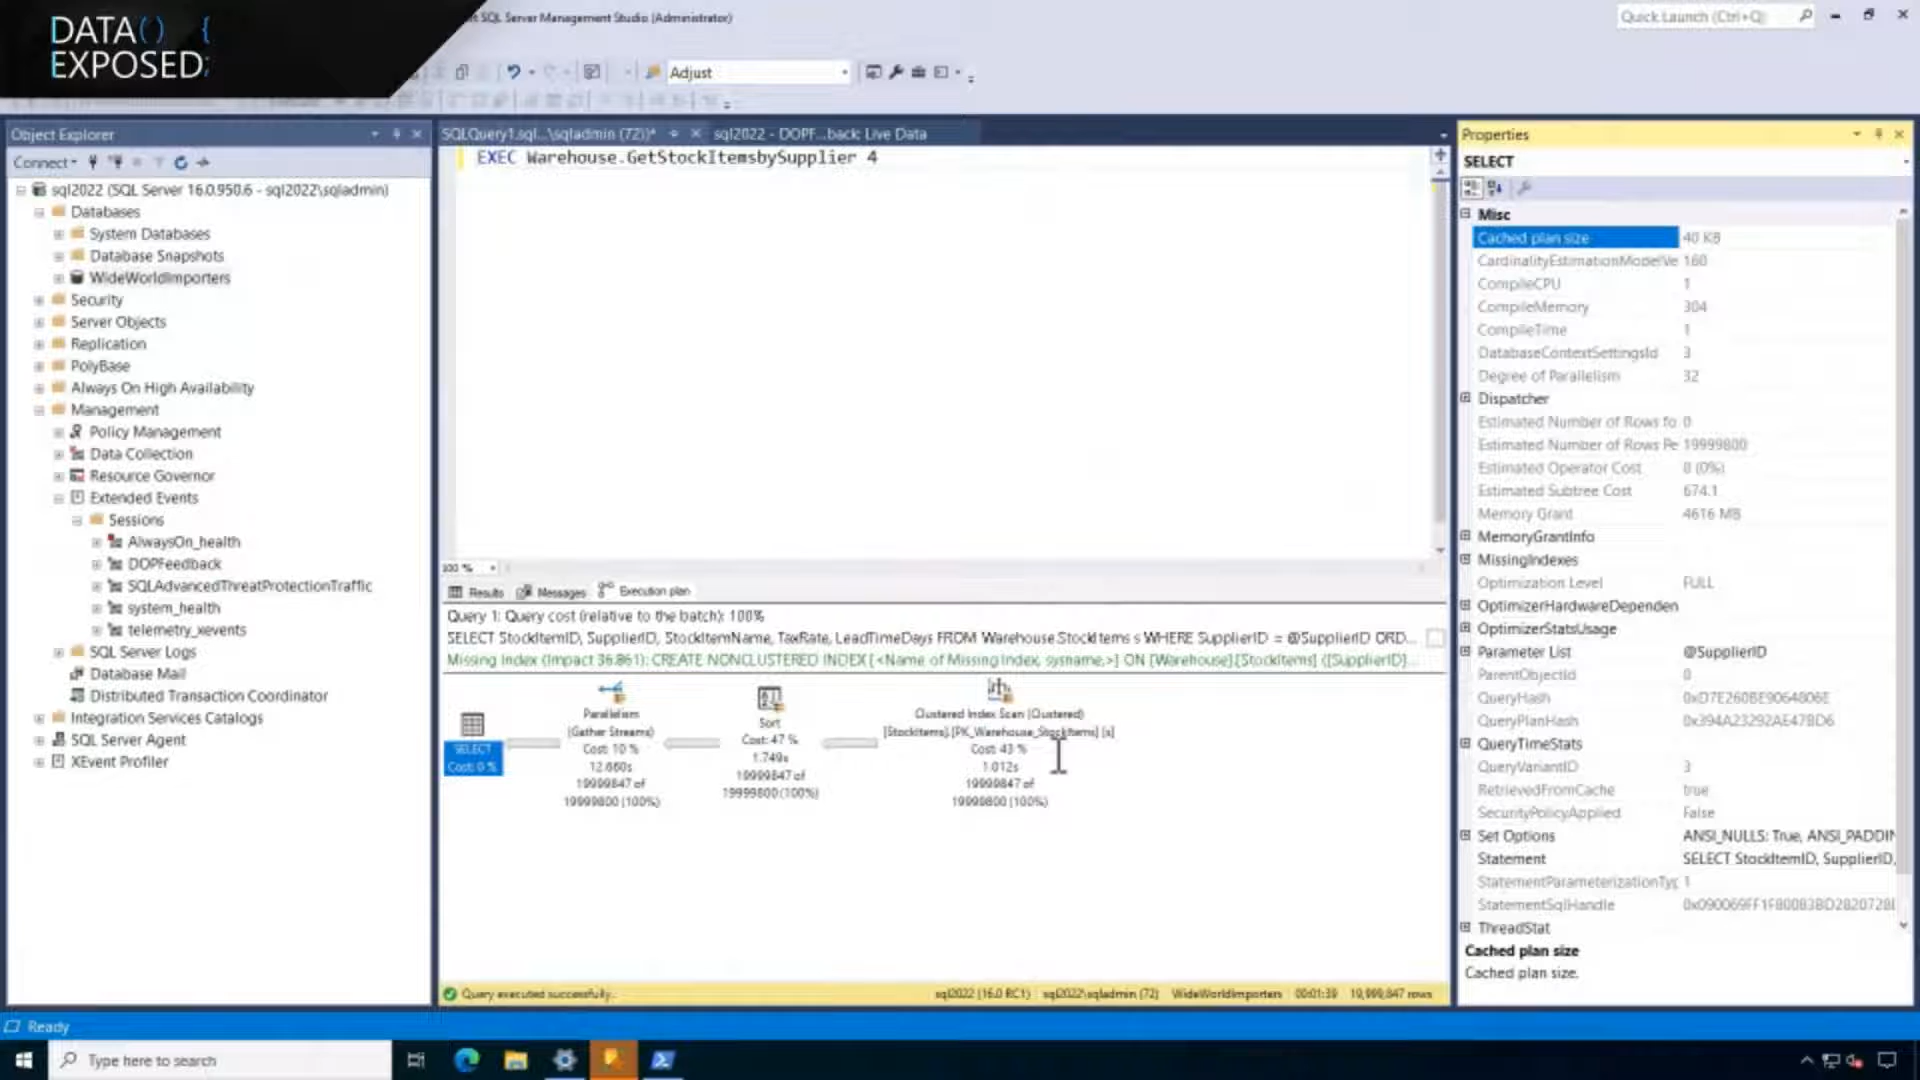 DATA() {
EXPOSED;
SQL Server Management Studio (Administrator)
Quick Launch (Ctrl+Q)
Adjust
Object Explorer
Connect
sql2022 (SQL Server 16.0.950.6 - sql2022\sqladmin)
Databases
System Databases
Database Snapshots
WideWorldImporters
Security
Server Objects
Replication
PolyBase
Always On High Availability
Management
Policy Management
Data Collection
Resource Governor
Extended Events
Sessions
AlwaysOn_health
DOPFeedback
SQLAdvancedThreatProtectionTraffic
system_health
telemetry_xevents
SQL Server Logs
Database Mail
Distributed Transaction Coordinator
Integration Services Catalogs
SQL Server Agent
XEvent Profiler
SQLQuery1.sql...\sqladmin (72))*
sql2022 - DOPF...back: Live Data
EXEC Warehouse.GetStockItemsbySupplier 4
100 %
Results
Messages
Execution plan
Query 1: Query cost (relative to the batch): 100%
SELECT StockItemID, SupplierID, StockItemName, TaxRate, LeadTimeDays FROM Warehouse.StockItems s WHERE SupplierID = @SupplierID ORD...
Missing Index (Impact 36.861): CREATE NONCLUSTERED INDEX [<Name of Missing Index, sysname,>] ON [Warehouse].[StockItems] ([SupplierID]...
SELECT
Cost: 0 %
Parallelism
(Gather Streams)
Cost: 10 %
12.660s
19999847 of
19999800 (100%)
Sort
Cost: 47 %
1.749s
19999847 of
19999800 (100%)
Clustered Index Scan (Clustered)
[StockItems].[PK_Warehouse_StockItems] [s]
Cost: 43 %
1.012s
19999847 of
19999800 (100%)
Query executed successfully.
sql2022 (16.0 RC1)
sql2022\sqladmin (72)
WideWorldImporters
00:01:39
19,999,847 rows
Properties
SELECT
Misc
Cached plan size 40 KB
CardinalityEstimationModelVe 160
CompileCPU 1
CompileMemory 304
CompileTime 1
DatabaseContextSettingsId 3
Degree of Parallelism 32
Dispatcher
Estimated Number of Rows fo 0
Estimated Number of Rows Pe 19999800
Estimated Operator Cost 0 (0%)
Estimated Subtree Cost 674.1
Memory Grant 4616 MB
MemoryGrantInfo
MissingIndexes
Optimization Level FULL
OptimizerHardwareDependen
OptimizerStatsUsage
Parameter List @SupplierID
ParentObjectId 0
QueryHash 0xD7E260BE9064806E
QueryPlanHash 0x394A23292AE47BD6
QueryTimeStats
QueryVariantID 3
RetrievedFromCache true
SecurityPolicyApplied False
Set Options ANSI_NULLS: True, ANSI_PADDIN
Statement SELECT StockItemID, SupplierID,
StatementParameterizationTyp 1
StatementSqlHandle
ThreadStat
Cached plan size
Cached plan size.
Ready
Type here to search